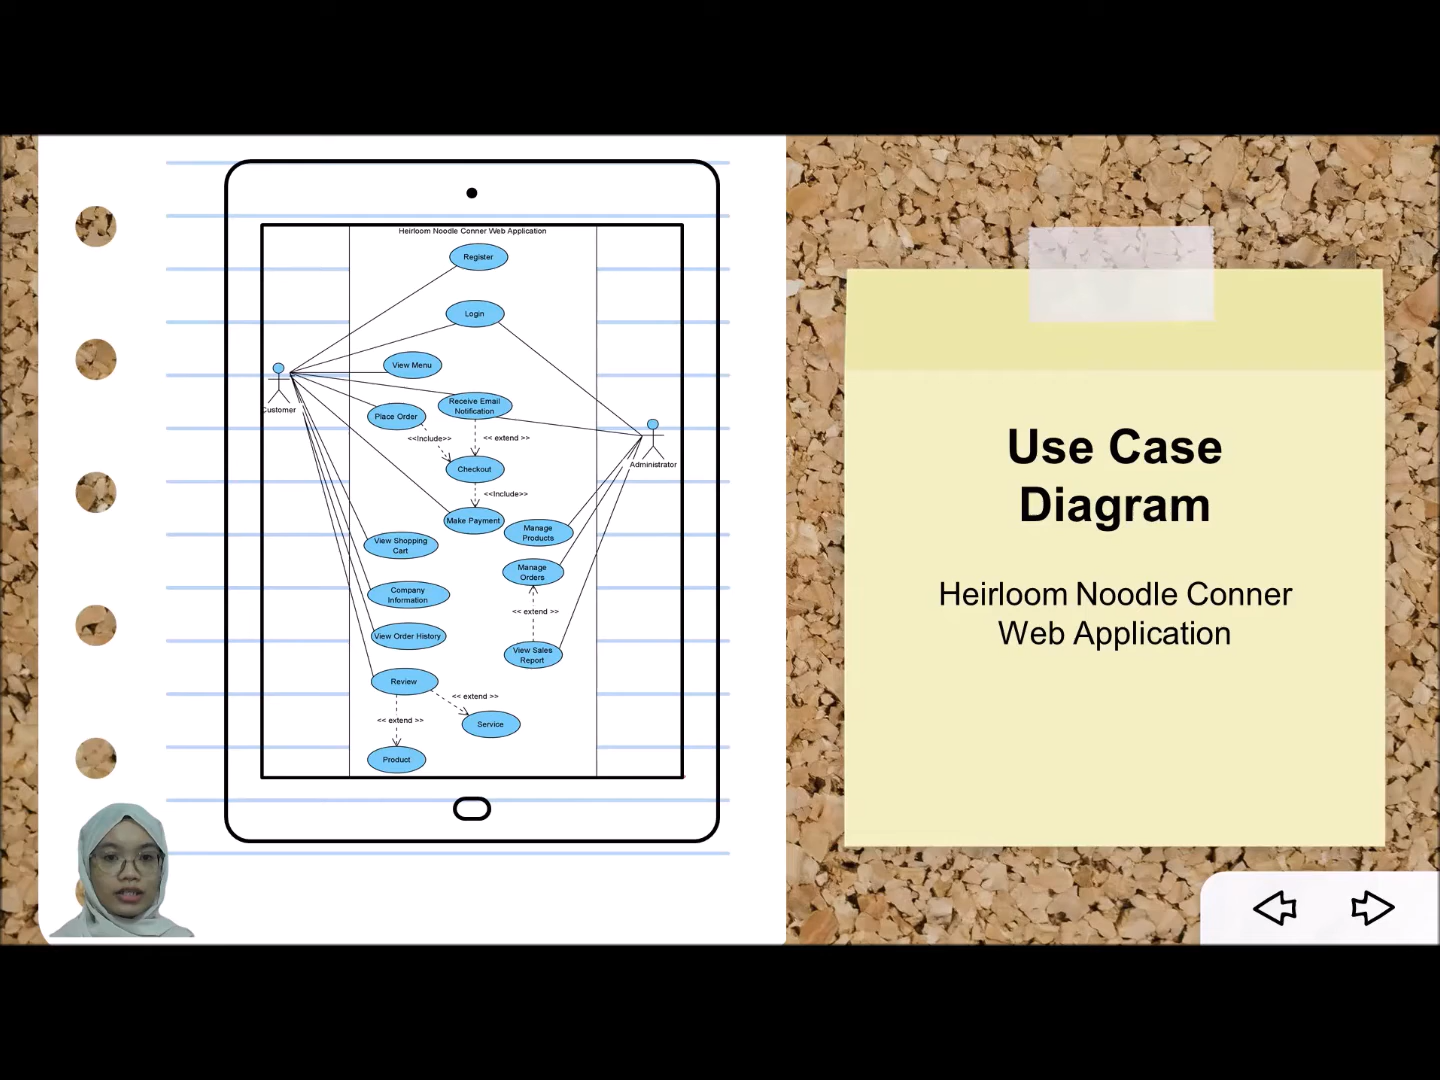 Heirloom Noodle Conner Web Application
Register
Login
View Menu
Receive Email
Notification
Place Order
<<Include>>
<< extend >>
Customer
Checkout
Administrator
<<Include>>
Make Payment
Manage
Products
View Shopping
Cart
Manage
Orders
Company
Information
<< extend >>
View Order History
View Sales
Report
Review
<< extend >>
<< extend >>
Service
Product
Use Case
Diagram
Heirloom Noodle Conner
Web Application